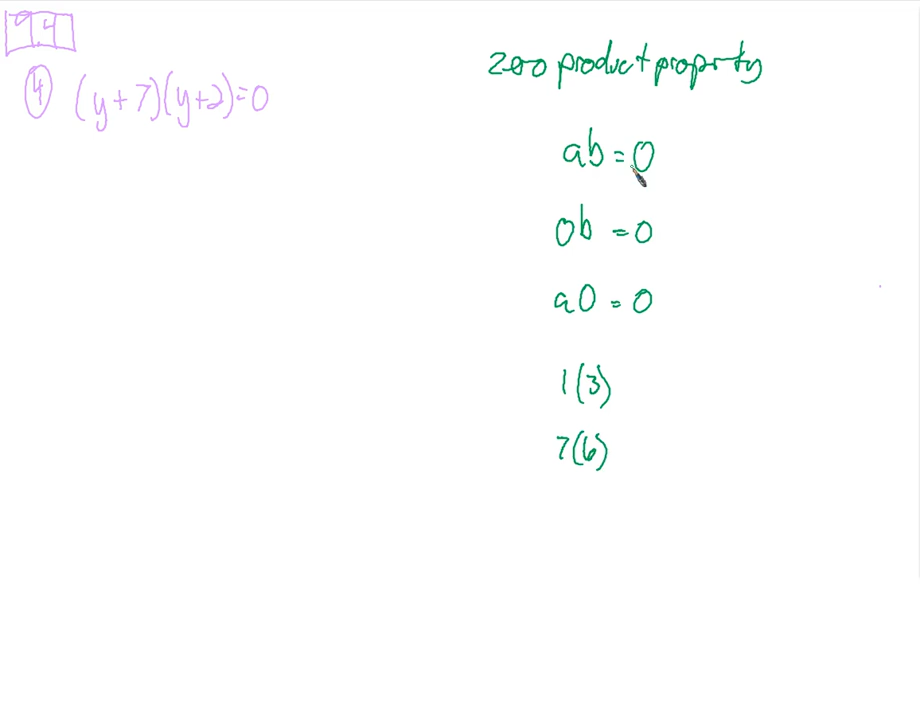 9.4
4 (y+7)(y+2)=0
zero product property
ab=0
0b=0
a0=0
1(3)
7(6)